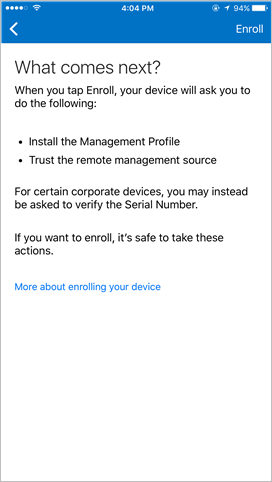 4:04 PM
94%
Enroll
What comes next?
When you tap Enroll, your device will ask you to
do the following:
• Install the Management Profile
• Trust the remote management source
For certain corporate devices, you may instead
be asked to verify the Serial Number.
If you want to enroll, it's safe to take these
actions.
More about enrolling your device